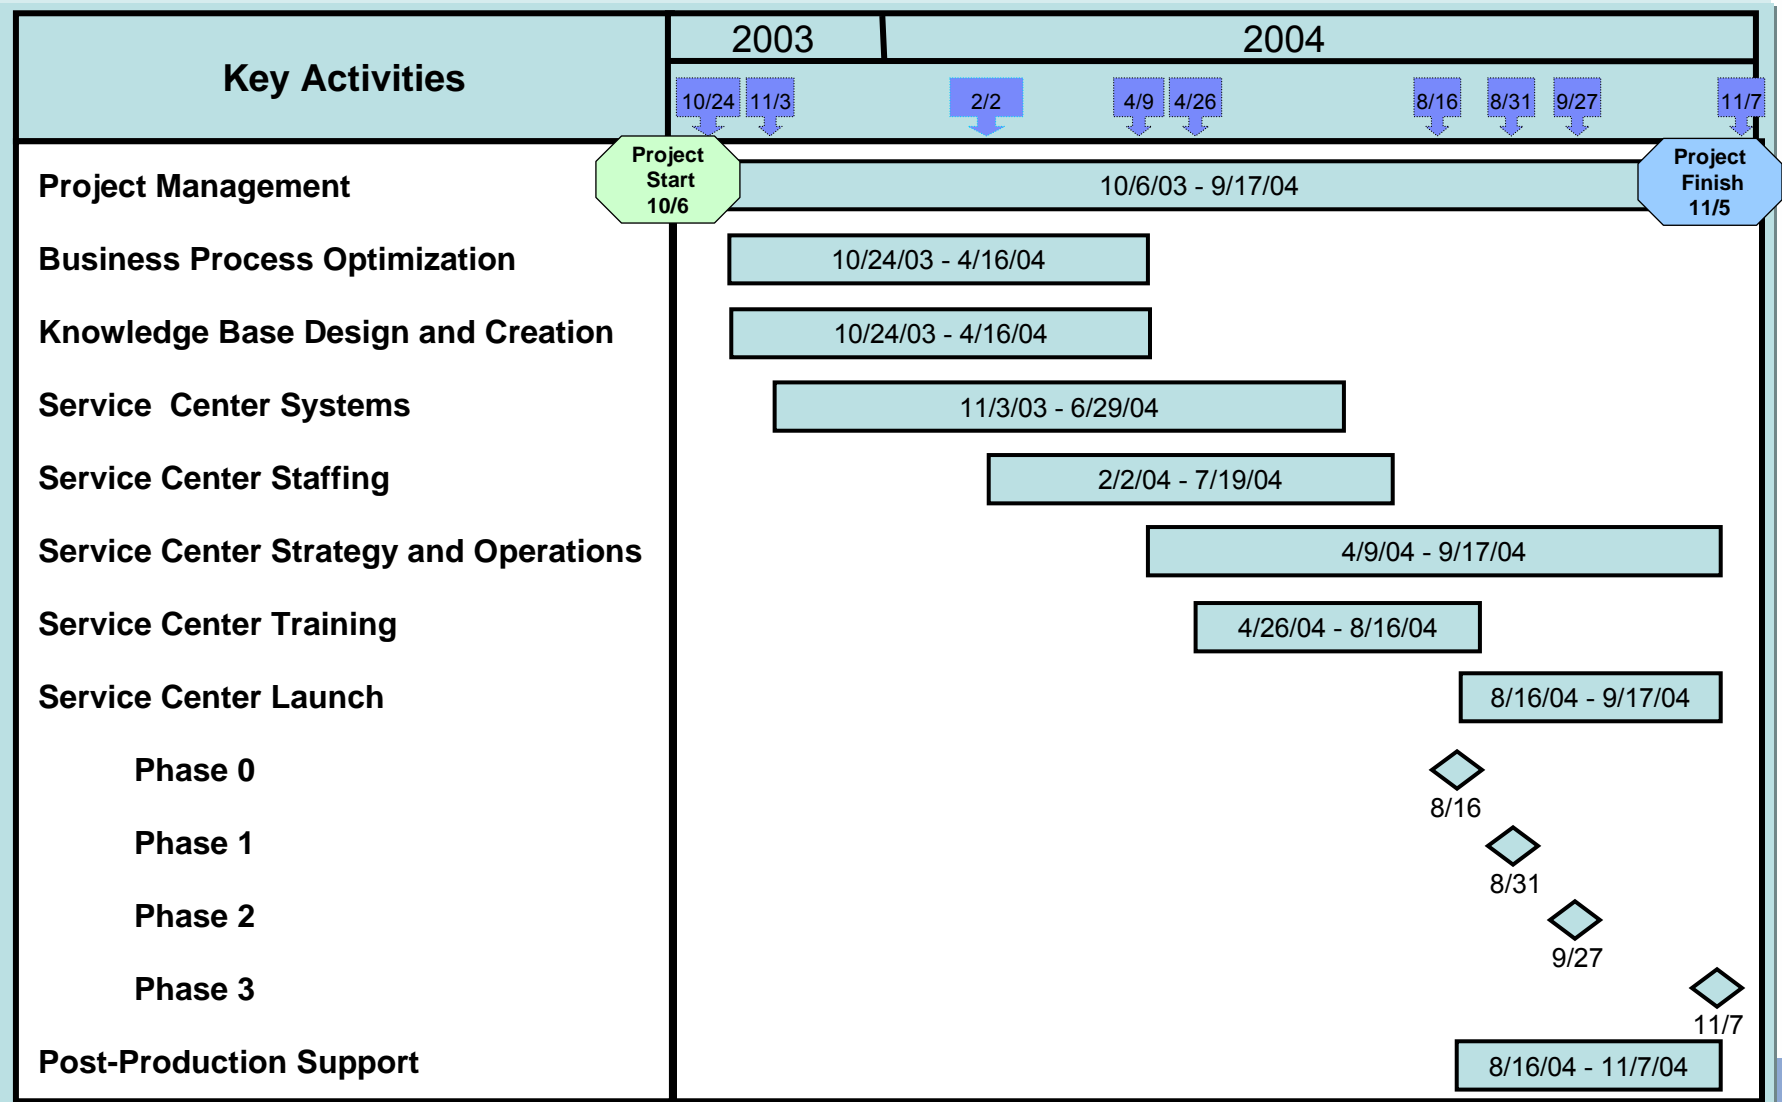 Key Activities
2003
2004
10/24
11/3
2/2
4/9
4/26
8/16
8/31
9/27
11/7
Project Management
Project
Start
10/6
10/6/03 - 9/17/04
Project
Finish
11/5
Business Process Optimization
10/24/03 - 4/16/04
Knowledge Base Design and Creation
10/24/03 - 4/16/04
Service  Center Systems
11/3/03 - 6/29/04
Service Center Staffing
2/2/04 - 7/19/04
Service Center Strategy and Operations
4/9/04 - 9/17/04
Service Center Training
4/26/04 - 8/16/04
Service Center Launch
8/16/04 - 9/17/04
Phase 0
8/16
Phase 1
8/31
Phase 2
9/27
Phase 3
11/7
Post-Production Support
8/16/04 - 11/7/04